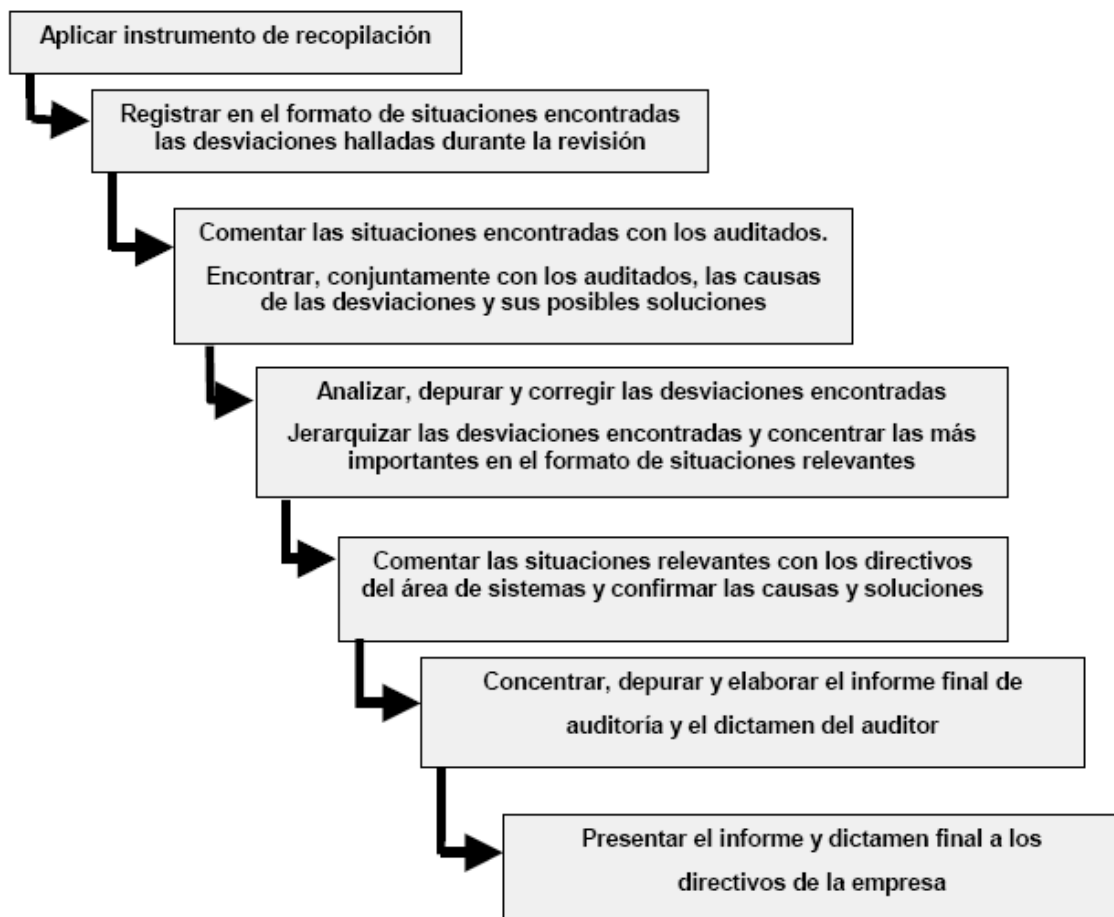 Aplicar instrumento de recopilación
Registrar en el formato de situaciones encontradas
las desviaciones halladas durante la revisión
Comentar las situaciones encontradas con los auditados.
Encontrar, conjuntamente con los auditados, las causas
de las desviaciones y sus posibles soluciones
Analizar, depurar y corregir las desviaciones encontradas
Jerarquizar las desviaciones encontradas y concentrar las más
importantes en el formato de situaciones relevantes
Comentar las situaciones relevantes con los directivos
del área de sistemas y confirmar las causas y soluciones
Concentrar, depurar y elaborar el informe final de
auditoría y el dictamen del auditor
Presentar el informe y dictamen final a los
directivos de la empresa